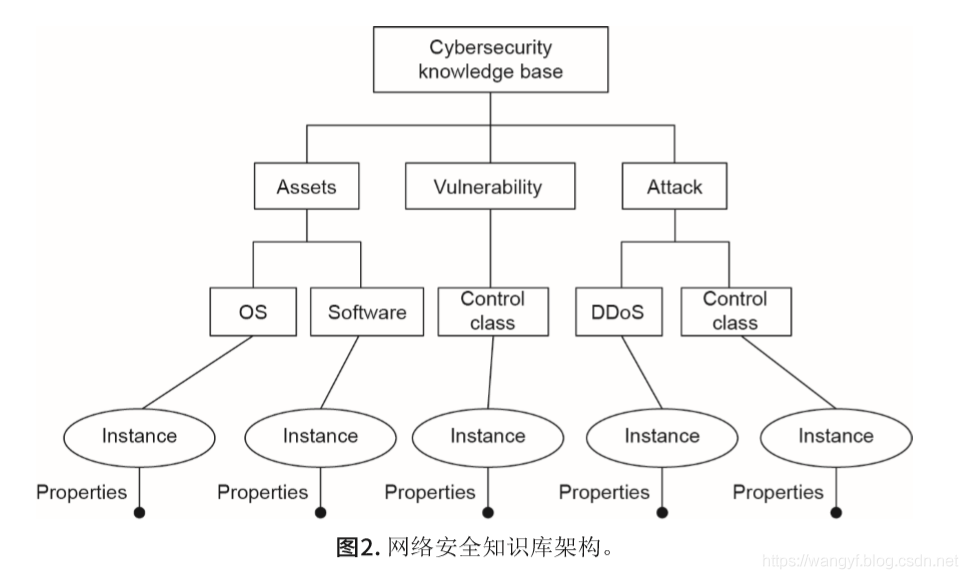 Cybersecurity
knowledge base
Assets
Vulnerability
Attack
OS
Software
Control
class
DDoS
Control
class
Instance
Instance
Instance
Instance
Instance
Properties
Properties
Properties
Properties
Properties
图2. 网络安全知识库架构。
https://wangyi.blog.csdn.net